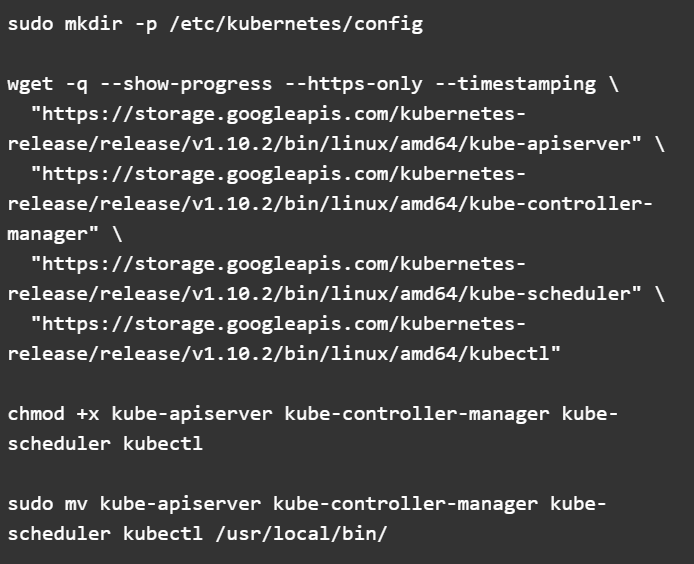 sudo mkdir -p /etc/kubernetes/config
wget -q --show-progress --https-only --timestamping \
"https://storage.googleapis.com/kubernetes-
release/release/v1.10.2/bin/linux/amd64/kube-apiserver" \
"https://storage.googleapis.com/kubernetes-
release/release/v1.10.2/bin/linux/amd64/kube-controller-
manager" \
"https://storage.googleapis.com/kubernetes-
release/release/v1.10.2/bin/linux/amd64/kube-scheduler" \
"https://storage.googleapis.com/kubernetes-
release/release/v1.10.2/bin/linux/amd64/kubectl"
chmod +x kube-apiserver kube-controller-manager kube-
scheduler kubectl
sudo mv kube-apiserver kube-controller-manager kube-
scheduler kubectl /usr/local/bin/